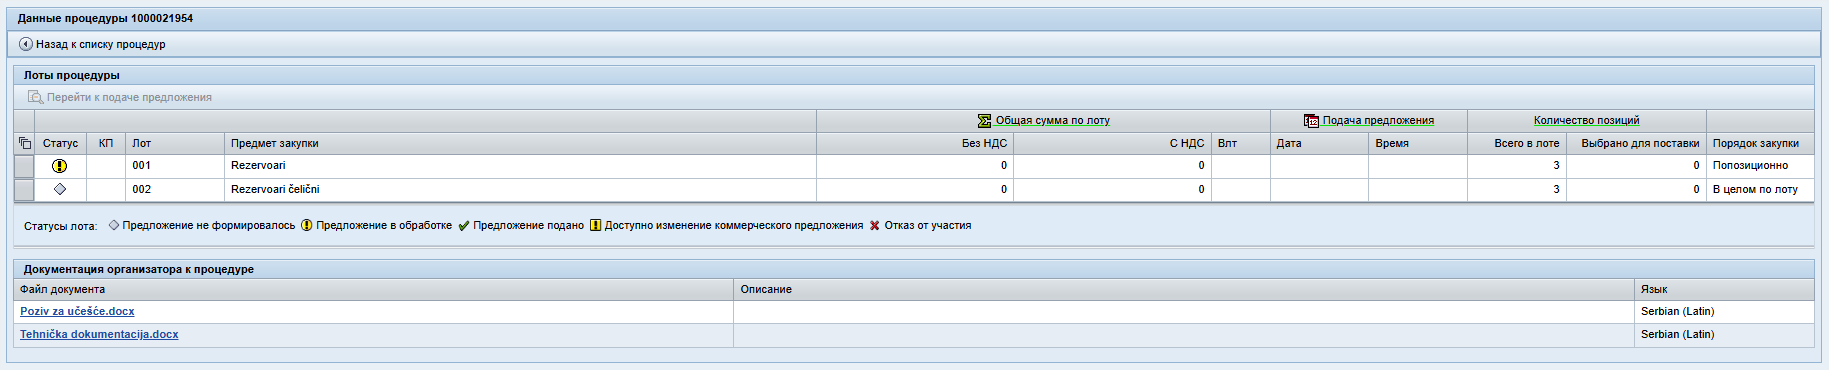 Данные процедуры 1000021954
Назад к списку процедур
Лоты процедуры
Перейти к подаче предложения
Общая сумма по лоту Подача предложения Количество позиций
Статус КП Лот Предмет закупки Без НДС С НДС Влт Дата Время Всего в лоте Выбрано для поставки Порядок закупки
001 Rezervoari 0 0 3 0 Попозиционно
002 Rezervoari čelični 0 0 3 0 В целом по лоту
Статусы лота: Предложение не формировалось Предложение в обработке Предложение подано Доступно изменение коммерческого предложения Отказ от участия
Документация организатора к процедуре
Файл документа Описание Язык
Poziv za učešće.docx Serbian (Latin)
Tehnička dokumentacija.docx Serbian (Latin)